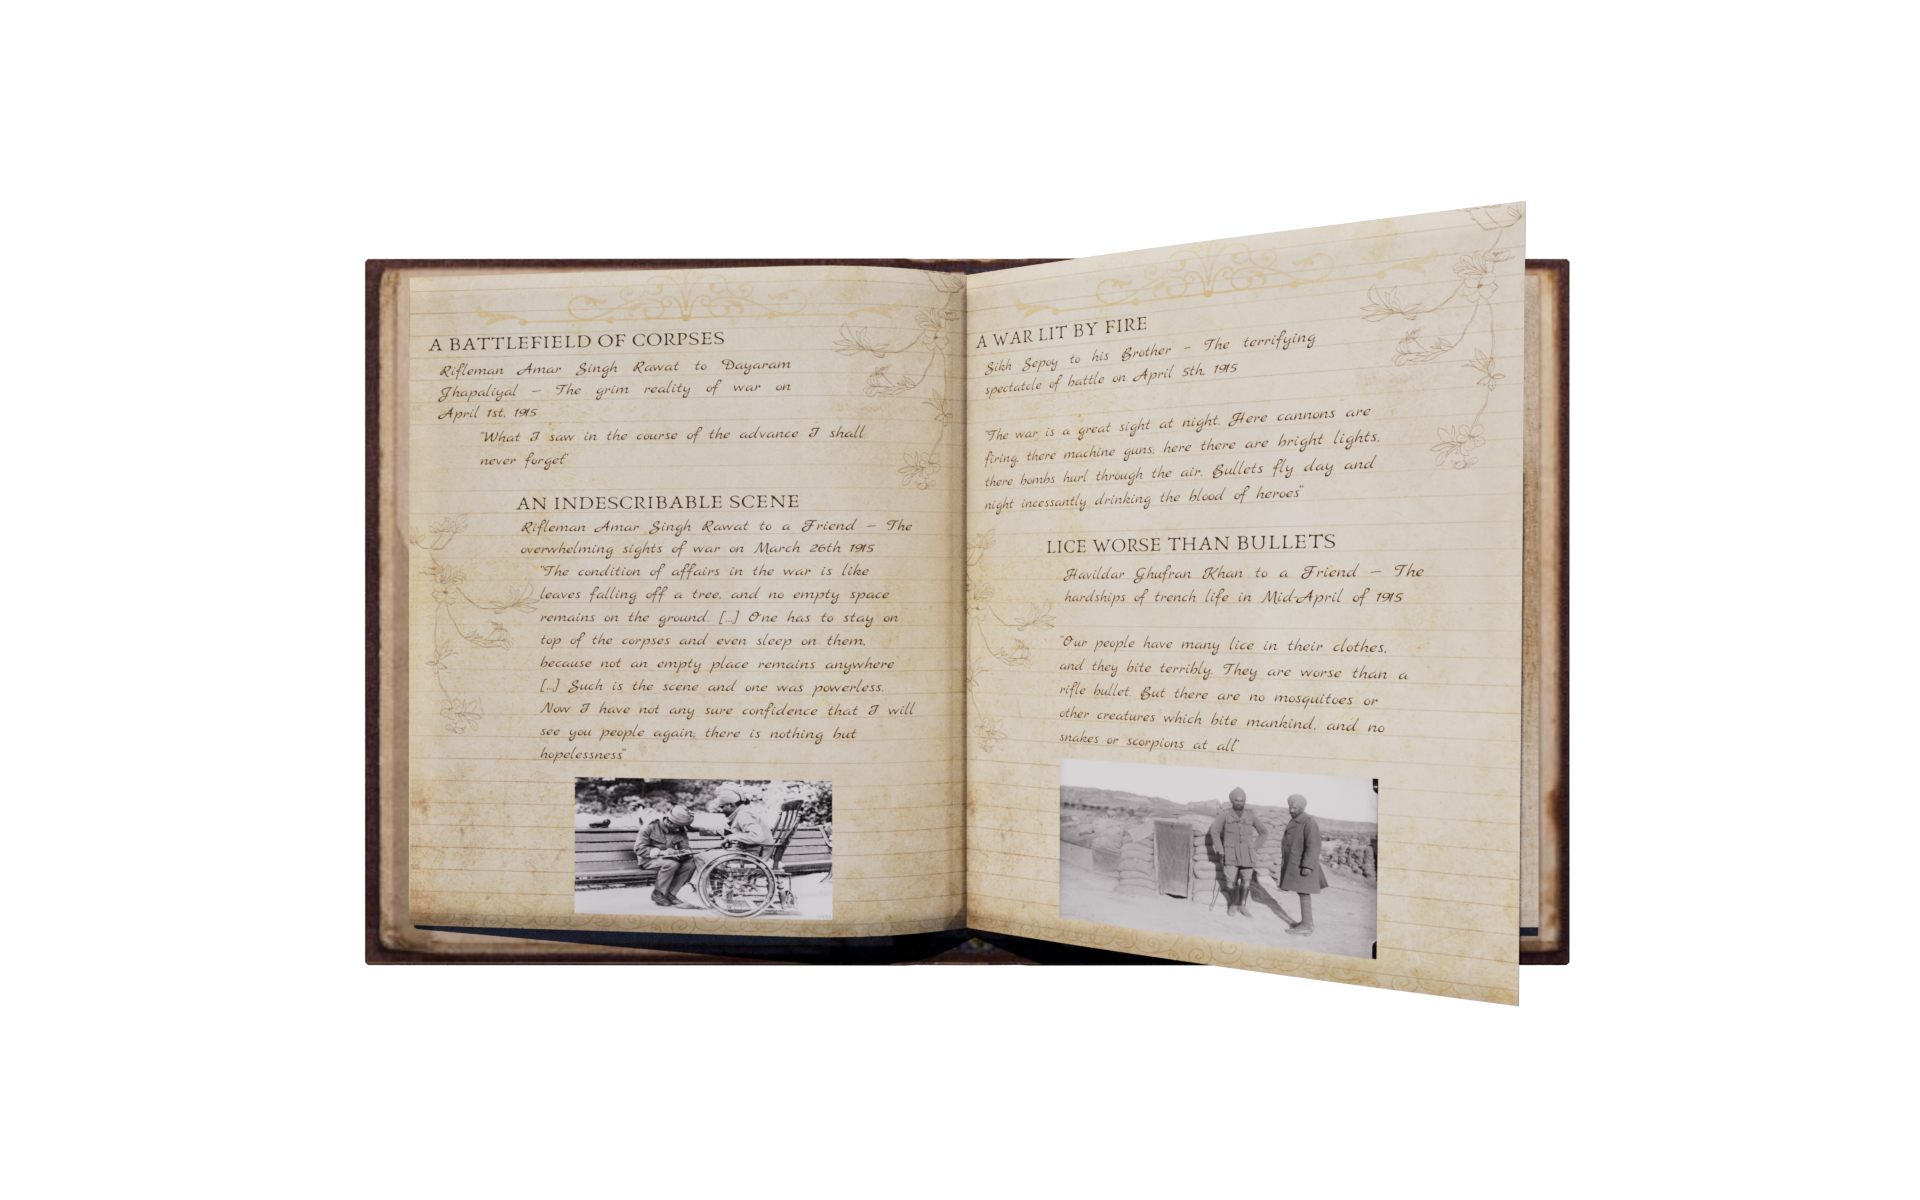 A BATTLEFIELD OF CORPSES
Rifleman Amar Singh Rawat to Dayaram
Jhapaliyal – The grim reality of war on
April 1st, 1915
"What I saw in the course of the advance I shall
never forget"
AN INDESCRIBABLE SCENE
Rifleman Amar Singh Rawat to a Friend – The
overwhelming sights of war on March 26th 1915
"The condition of affairs in the war is like
leaves falling off a tree, and no empty space
remains on the ground. [...] One has to stay on
top of the corpses and even sleep on them,
because not an empty place remains anywhere
[...] Such is the scene and one was powerless.
Now I have not any sure confidence that I will
see you people again; there is nothing but
hopelessness"
A WAR LIT BY FIRE
Sikh Sepoy to his Brother – The terrifying
spectatcle of battle on April 5th, 1915
"The war is a great sight at night. Here cannons are
firing, there machine guns; here there are bright lights,
there bombs hurl through the air. Bullets fly day and
night incessantly, drinking the blood of heroes"
LICE WORSE THAN BULLETS
Havildar Ghufran Khan to a Friend – The
hardships of trench life in Mid-April of 1915
"Our people have many lice in their clothes,
and they bite terribly. They are worse than a
rifle bullet. But there are no mosquitoes or
other creatures which bite mankind, and no
snakes or scorpions at all"